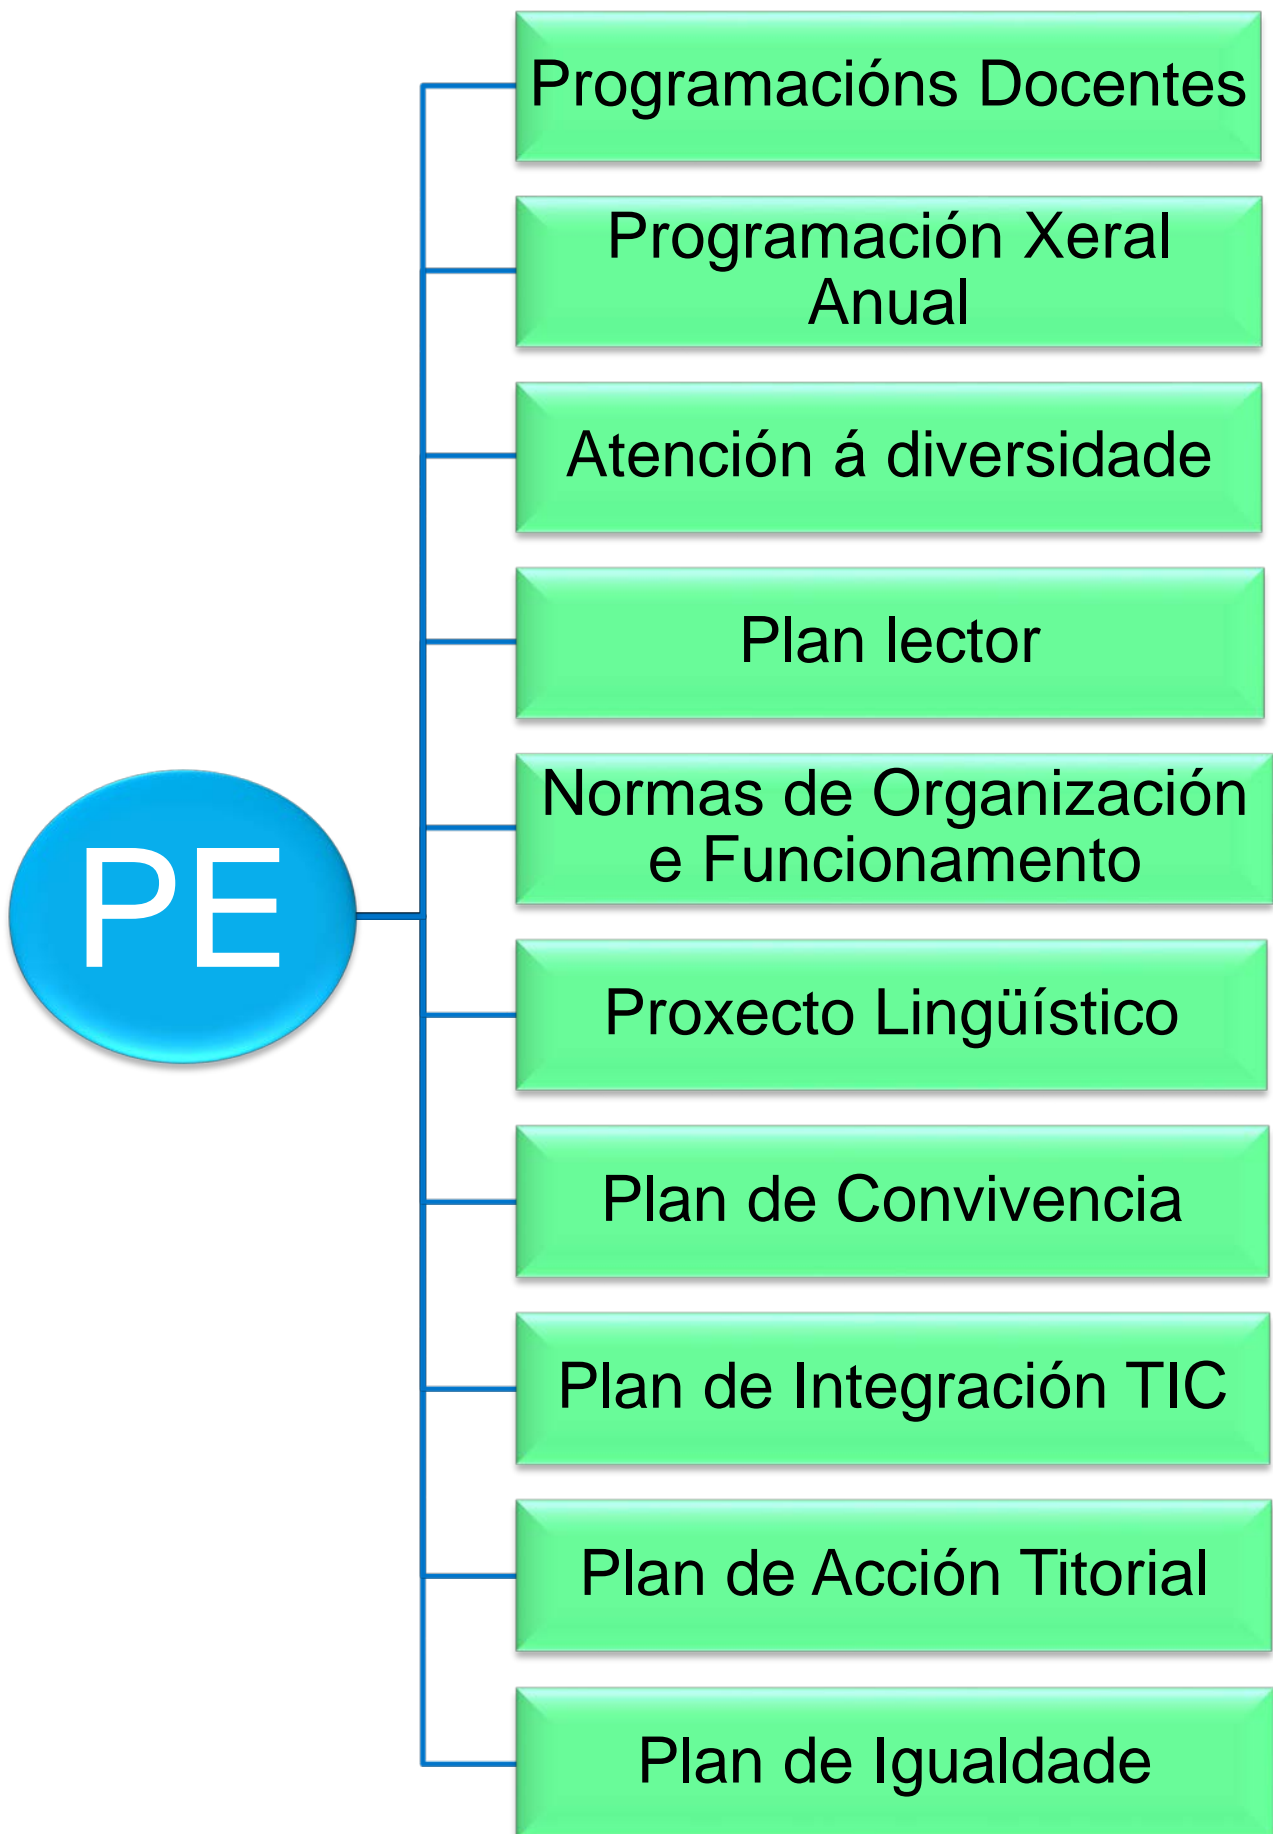 Programacións Docentes
Programación Xeral
Anual
Atención á diversidade
Plan lector
Normas de Organización
e Funcionamento
PE
Proxecto Lingüístico
Plan de Convivencia
Plan de Integración TIC
Plan de Acción Titorial
Plan de Igualdade